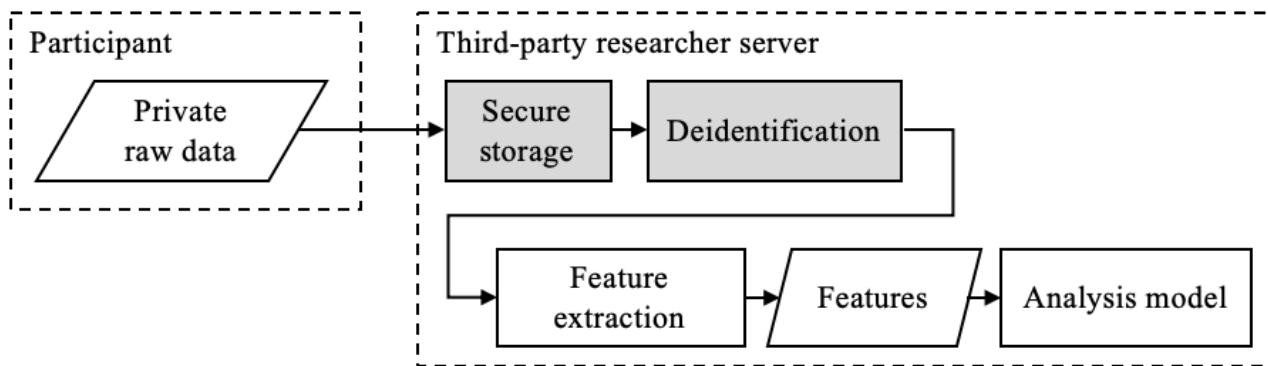 Participant
Private
raw data
Third-party researcher server
Secure
storage
Deidentification
Feature
extraction
Features
Analysis model